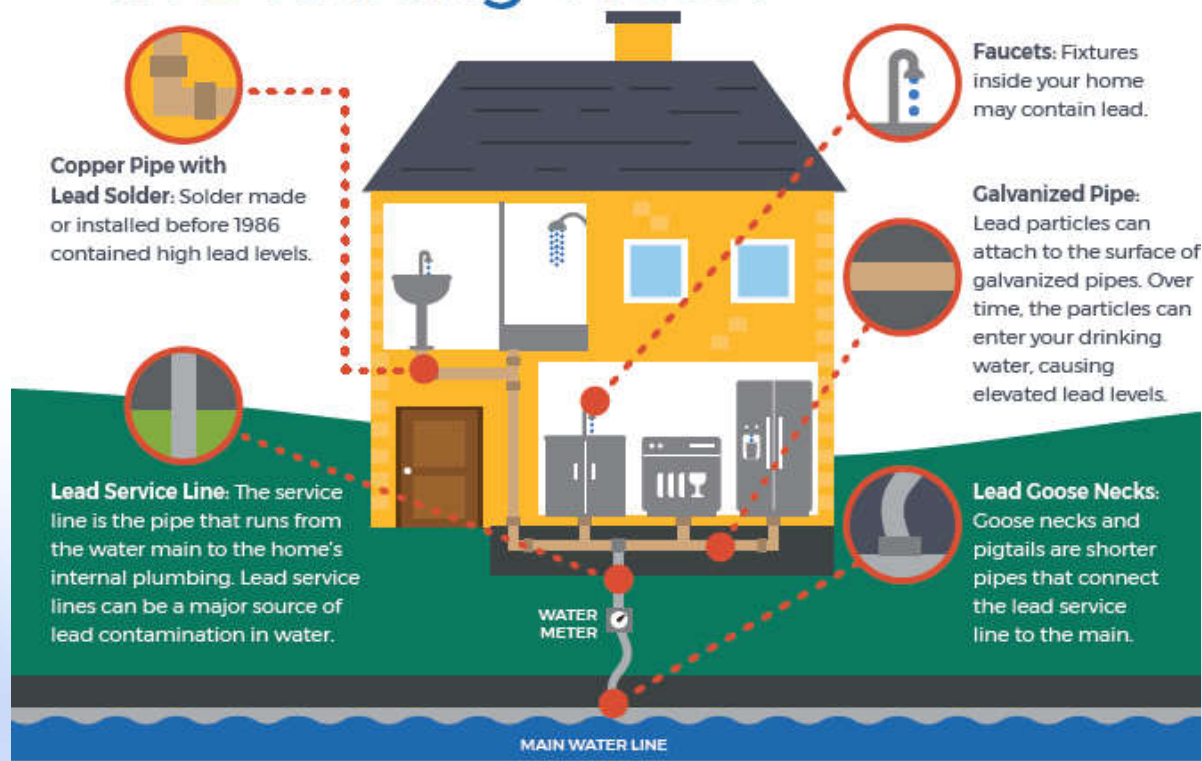 Copper Pipe with
Lead Solder: Solder made
or installed before 1986
contained high lead levels.
Lead Service Line: The service
line is the pipe that runs from
the water main to the home's
internal plumbing. Lead service
lines can be a major source of
lead contamination in water.
Faucets: Fixtures
inside your home
may contain lead.
Galvanized Pipe:
Lead particles can
attach to the surface of
galvanized pipes. Over
time, the particles can
enter your drinking
water, causing
elevated lead levels.
Lead Goose Necks:
Goose necks and
pigtails are shorter
pipes that connect
the lead service
line to the main.
WATER
METER
MAIN WATER LINE